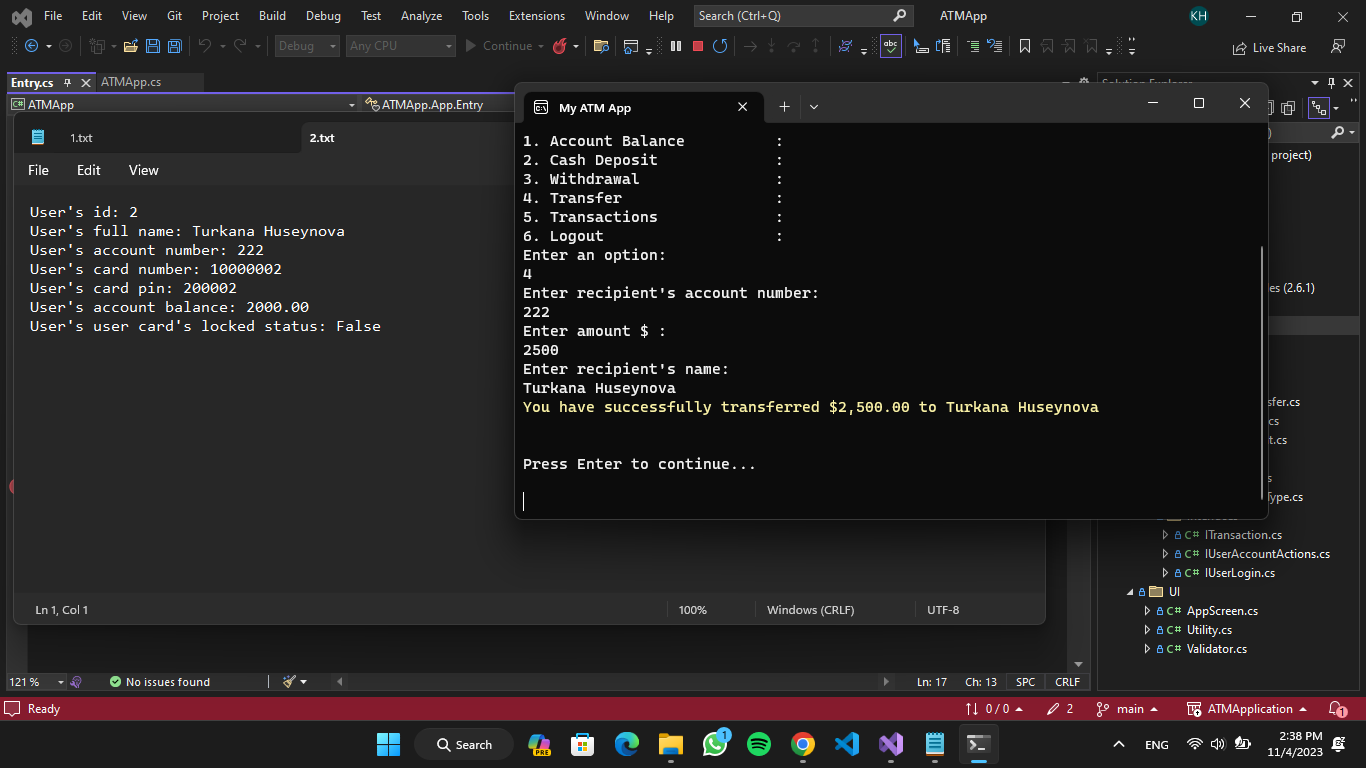 File Edit View Git Project Build Debug Test Analyze Tools Extensions Window Help Search (Ctrl+Q) ATMApp KH
Debug Any CPU Continue abc Live Share
Entry.cs ATMApp.cs
C# ATMApp ATMApp.App.Entry
1.txt 2.txt
File Edit View
User's id: 2
User's full name: Turkana Huseynova
User's account number: 222
User's card number: 10000002
User's card pin: 200002
User's account balance: 2000.00
User's user card's locked status: False
Ln 1, Col 1 100% Windows (CRLF) UTF-8
My ATM App
1. Account Balance :
2. Cash Deposit :
3. Withdrawal :
4. Transfer :
5. Transactions :
6. Logout :
Enter an option:
4
Enter recipient's account number:
222
Enter amount $ :
2500
Enter recipient's name:
Turkana Huseynova
You have successfully transferred $2,500.00 to Turkana Huseynova
Press Enter to continue...
Solution Explorer
project)
es (2.6.1)
sfer.cs
cs
t.cs
s
Type.cs
C# ITransaction.cs
C# IUserAccountActions.cs
C# IUserLogin.cs
UI
C# AppScreen.cs
C# Utility.cs
C# Validator.cs
121 % No issues found Ln: 17 Ch: 13 SPC CRLF
Ready 0 / 0 2 main ATMApplication 1
Search PRE 1 ENG 2:38 PM
11/4/2023